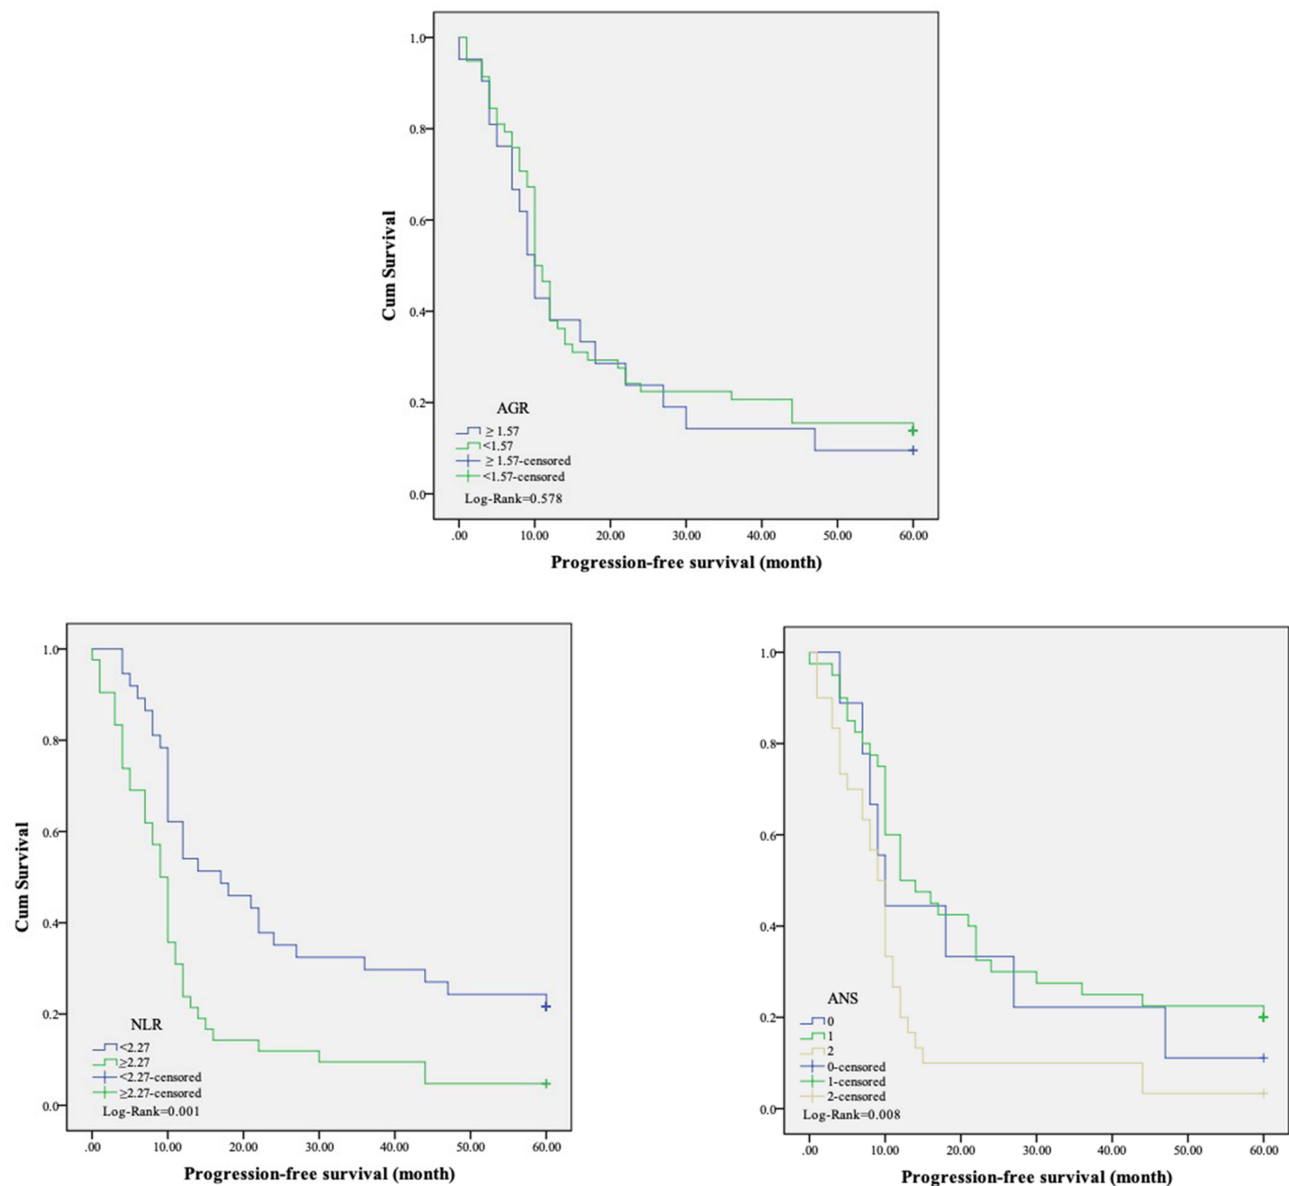 1.0
0.8
0.6
0.4
0.2
0.0
Cum Survival
AGR
≥ 1.57
<1.57
≥ 1.57-censored
<1.57-censored
Log-Rank=0.578
.00 10.00 20.00 30.00 40.00 50.00 60.00
Progression-free survival (month)
1.0
0.8
0.6
0.4
0.2
0.0
Cum Survival
NLR
<2.27
≥2.27
<2.27-censored
≥2.27-censored
Log-Rank=0.001
.00 10.00 20.00 30.00 40.00 50.00 60.00
Progression-free survival (month)
1.0
0.8
0.6
0.4
0.2
0.0
ANS
0
1
2
0-censored
1-censored
2-censored
Log-Rank=0.008
.00 10.00 20.00 30.00 40.00 50.00 60.00
Progression-free survival (month)